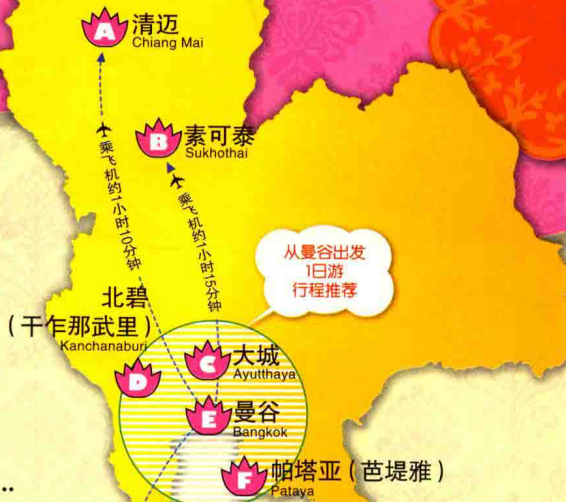 A 清迈
Chiang Mai
B 素可泰
Sukhothai
乘飞机约1小时10分钟
乘飞机约1小时15分钟
从曼谷出发
1日游
行程推荐
北碧
（干乍那武里）
Kanchanaburi
D
C 大城
Ayutthaya
E 曼谷
Bangkok
F 帕塔亚（芭堤雅）
Pataya
..